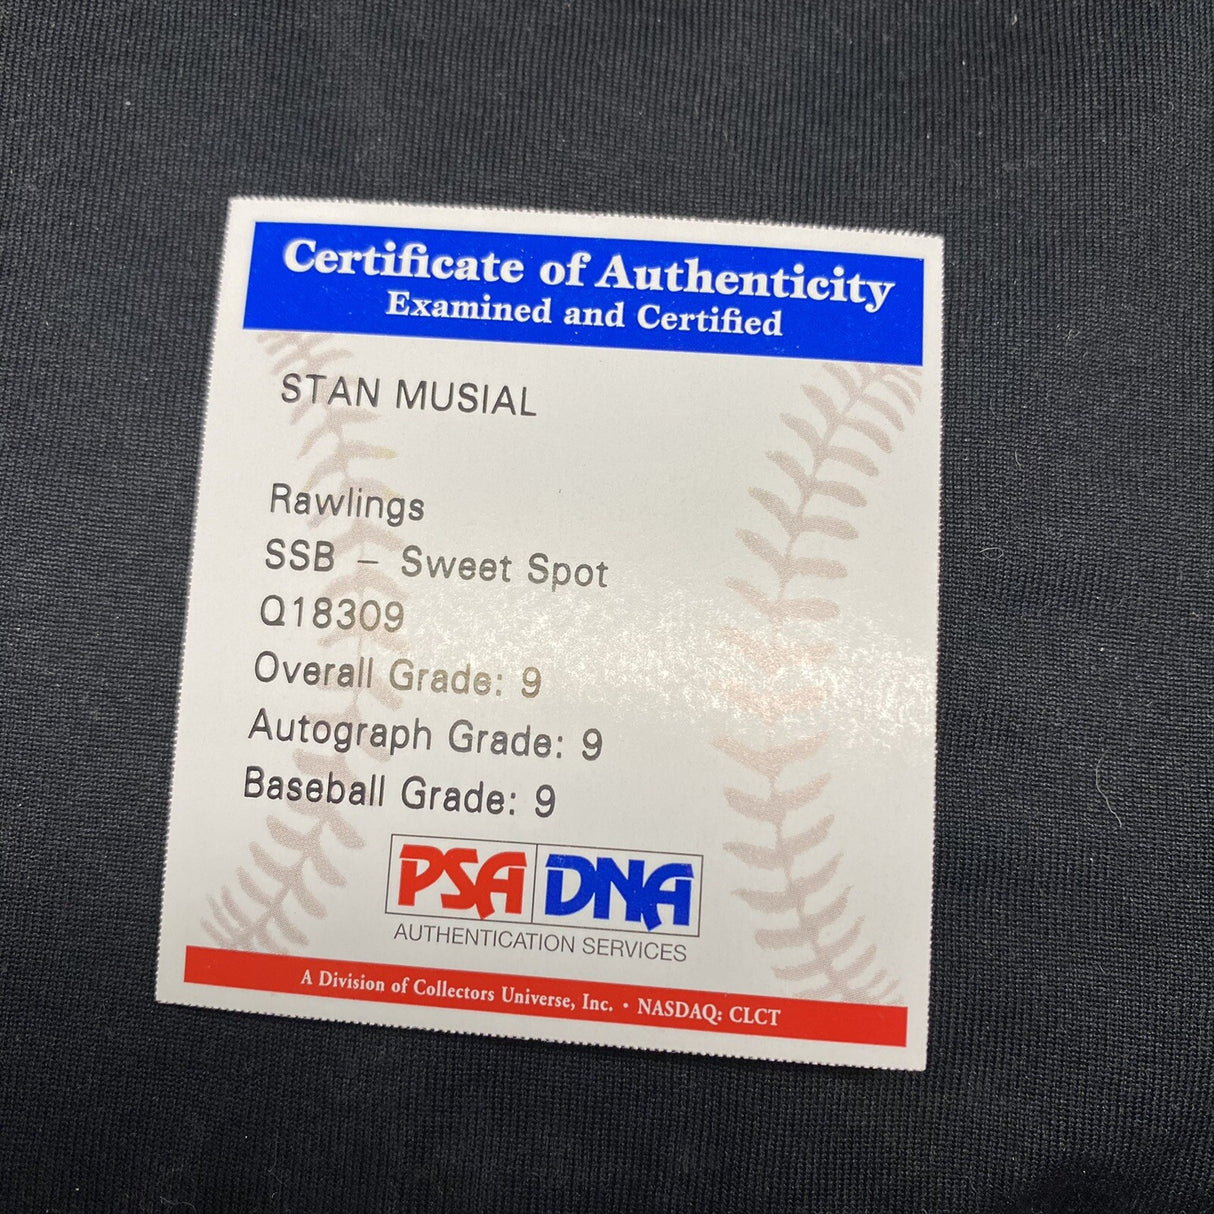 Certificate of Authenticity
Examined and Certified
STAN MUSIAL
Rawlings
SSB – Sweet Spot
Q18309
Overall Grade: 9
Autograph Grade: 9
Baseball Grade: 9
PSA DNA
AUTHENTICATION SERVICES
A Division of Collectors Universe, Inc. • NASDAQ: CLCT